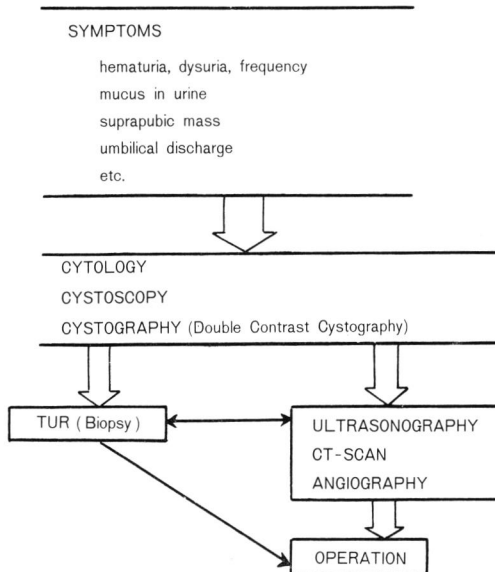 SYMPTOMS
hematuria, dysuria, frequency
mucus in urine
suprapubic mass
umbilical discharge
etc.
CYTOLOGY
CYSTOSCOPY
CYSTOGRAPHY (Double Contrast Cystography)
TUR (Biopsy)
ULTRASONOGRAPHY
CT-SCAN
ANGIOGRAPHY
OPERATION